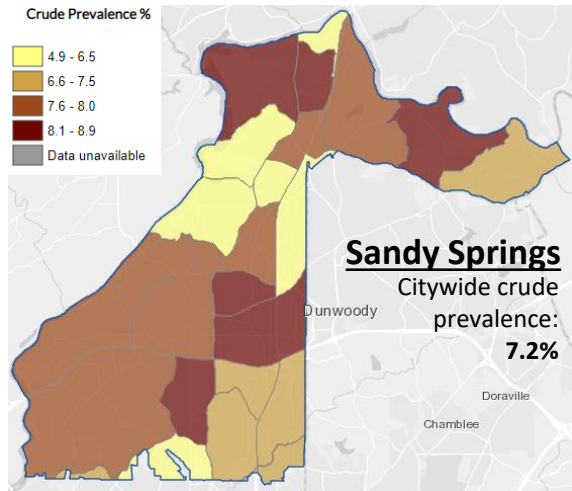 Crude Prevalence %
4.9 - 6.5
6.6 - 7.5
7.6 - 8.0
8.1 - 8.9
Data unavailable
Sandy Springs
Citywide crude
prevalence:
7.2%
Dunwoody
Doraville
Chamblee